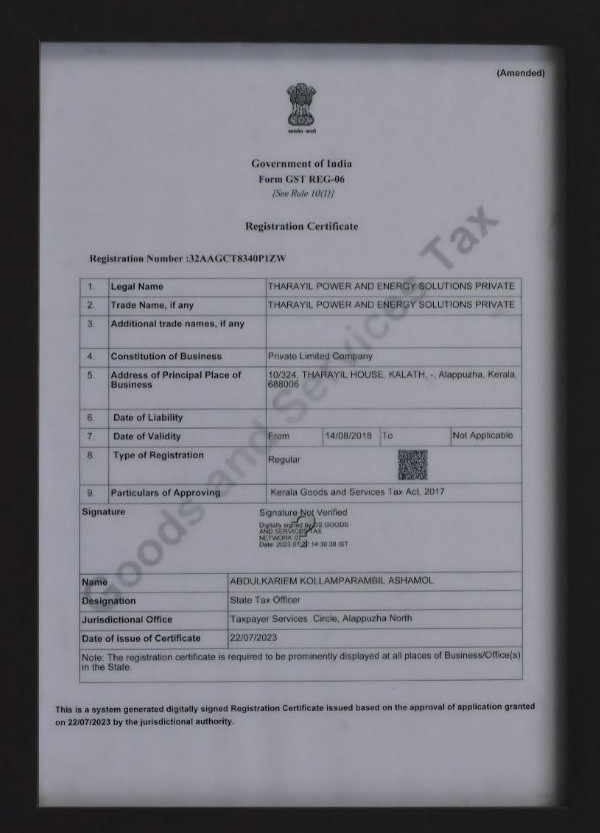 (Amended)
सत्यमेव जयते
Government of India
Form GST REG-06
[See Rule 10(1)]
Registration Certificate
Registration Number :32AAGCT8340P1ZW
1. Legal Name THARAYIL POWER AND ENERGY SOLUTIONS PRIVATE
2. Trade Name, if any THARAYIL POWER AND ENERGY SOLUTIONS PRIVATE
3. Additional trade names, if any
4. Constitution of Business Private Limited Company
5. Address of Principal Place of Business 10/324, THARAYIL HOUSE, KALATH, -, Alappuzha, Kerala, 688006
6. Date of Liability
7. Date of Validity From 14/08/2018 To Not Applicable
8. Type of Registration Regular
9. Particulars of Approving Kerala Goods and Services Tax Act, 2017
Signature Signature Not Verified
Digitally signed by DS GOODS
AND SERVICES TAX
NETWORK
Date: 2023.07.22 14:30:38 IST
Name ABDULKARIEM KOLLAMPARAMBIL ASHAMOL
Designation State Tax Officer
Jurisdictional Office Taxpayer Services Circle, Alappuzha North
Date of issue of Certificate 22/07/2023
Note: The registration certificate is required to be prominently displayed at all places of Business/Office(s)
in the State.
This is a system generated digitally signed Registration Certificate issued based on the approval of application granted
on 22/07/2023 by the jurisdictional authority.
Goods and Services Tax